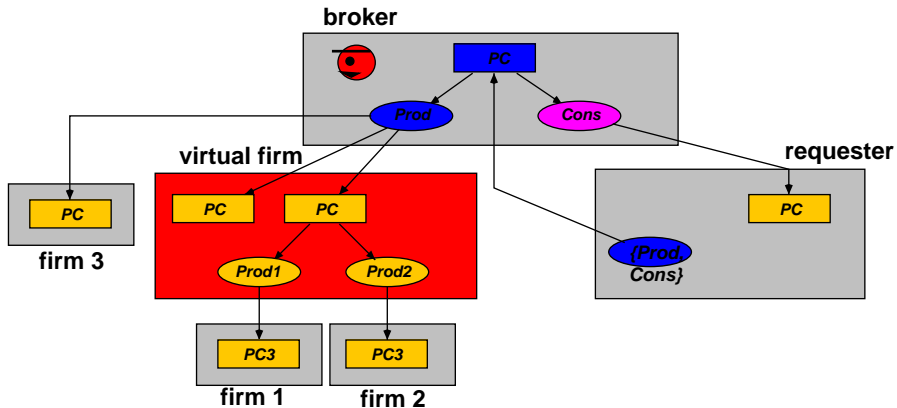 broker
PC
Prod
Cons
virtual firm
requester
PC
PC
PC
PC
firm 3
{Prod,
Cons}
Prod1
Prod2
PC3
PC3
firm 1
firm 2